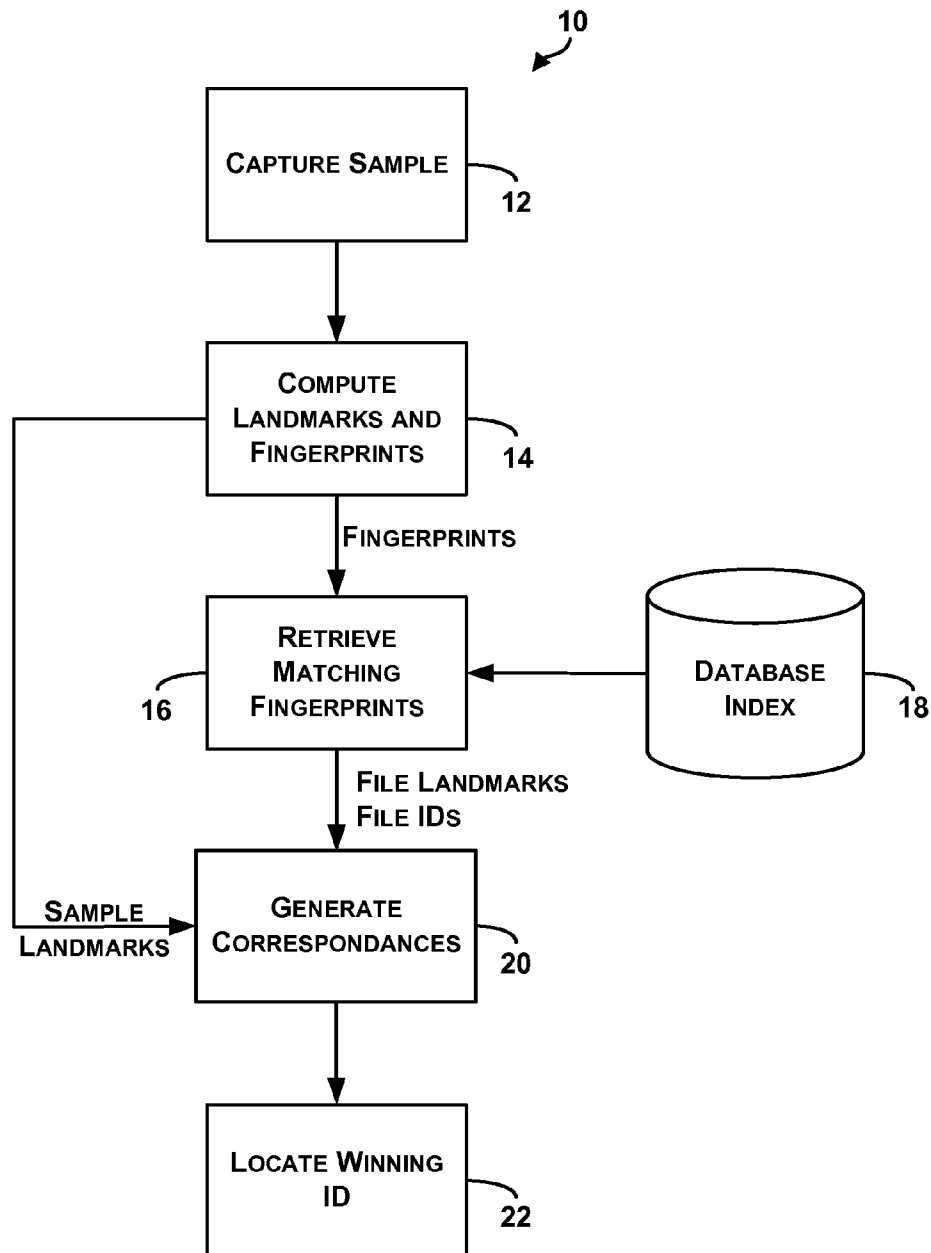 10
CAPTURE SAMPLE
12
COMPUTE
LANDMARKS AND
FINGERPRINTS
14
FINGERPRINTS
RETRIEVE
MATCHING
FINGERPRINTS
16
DATABASE
INDEX
18
FILE LANDMARKS
FILE IDS
SAMPLE
LANDMARKS
GENERATE
CORRESPONDANCES
20
LOCATE WINNING
ID
22